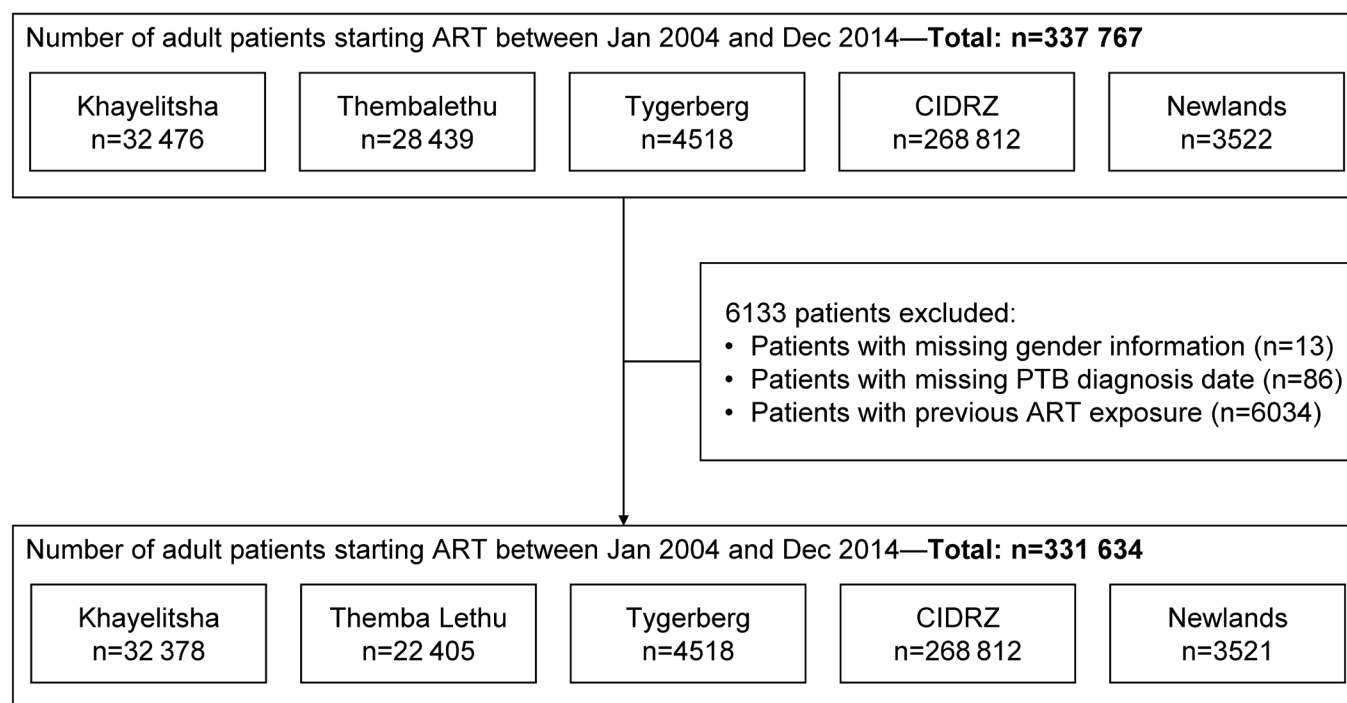 Number of adult patients starting ART between Jan 2004 and Dec 2014—Total: n=337 767
Khayelitsha
n=32 476
Thembalethu
n=28 439
Tygerberg
n=4518
CIDRZ
n=268 812
Newlands
n=3522
6133 patients excluded:
• Patients with missing gender information (n=13)
• Patients with missing PTB diagnosis date (n=86)
• Patients with previous ART exposure (n=6034)
Number of adult patients starting ART between Jan 2004 and Dec 2014—Total: n=331 634
Khayelitsha
n=32 378
Themba Lethu
n=22 405
Tygerberg
n=4518
CIDRZ
n=268 812
Newlands
n=3521